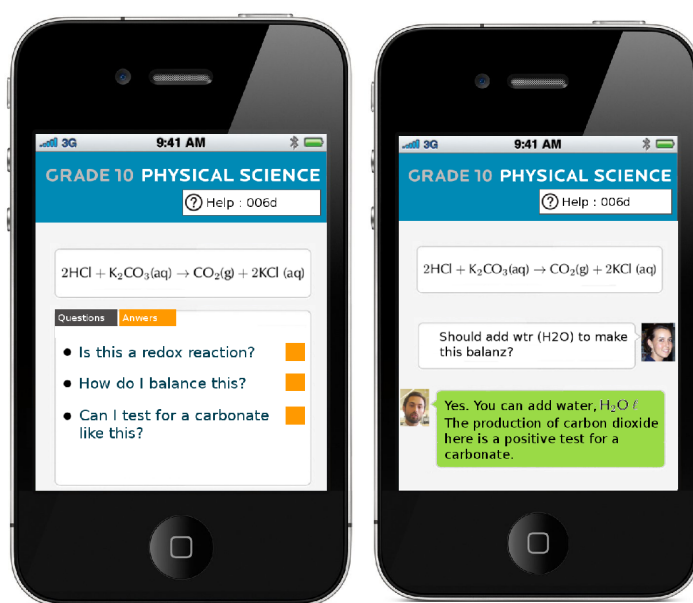 3G 9:41 AM
GRADE 10 PHYSICAL SCIENCE
? Help : 006d
2HCl + K₂CO₃(aq) → CO₂(g) + 2KCl (aq)
Questions Anwers
• Is this a redox reaction?
• How do I balance this?
• Can I test for a carbonate
like this?
3G 9:41 AM
GRADE 10 PHYSICAL SCIENCE
? Help : 006d
2HCl + K₂CO₃(aq) → CO₂(g) + 2KCl (aq)
Should add wtr (H2O) to make
this balanz?
Yes. You can add water, H₂O ℓ
The production of carbon dioxide
here is a positive test for a
carbonate.